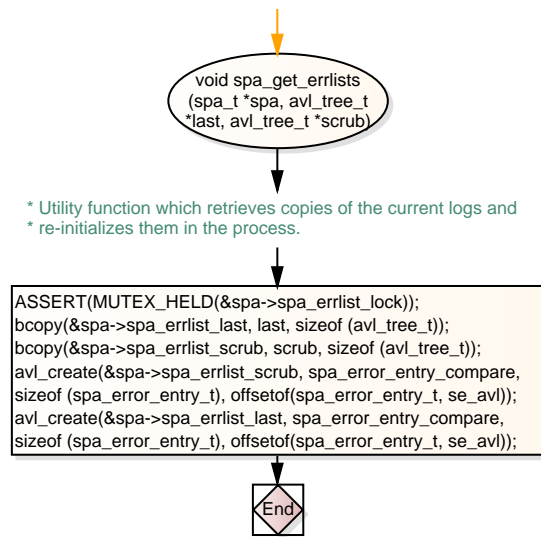 void spa_get_errlists
(spa_t *spa, avl_tree_t
*last, avl_tree_t *scrub)
* Utility function which retrieves copies of the current logs and
* re-initializes them in the process.
ASSERT(MUTEX_HELD(&spa->spa_errlist_lock));
bcopy(&spa->spa_errlist_last, last, sizeof (avl_tree_t));
bcopy(&spa->spa_errlist_scrub, scrub, sizeof (avl_tree_t));
avl_create(&spa->spa_errlist_scrub, spa_error_entry_compare,
sizeof (spa_error_entry_t), offsetof(spa_error_entry_t, se_avl));
avl_create(&spa->spa_errlist_last, spa_error_entry_compare,
sizeof (spa_error_entry_t), offsetof(spa_error_entry_t, se_avl));
End